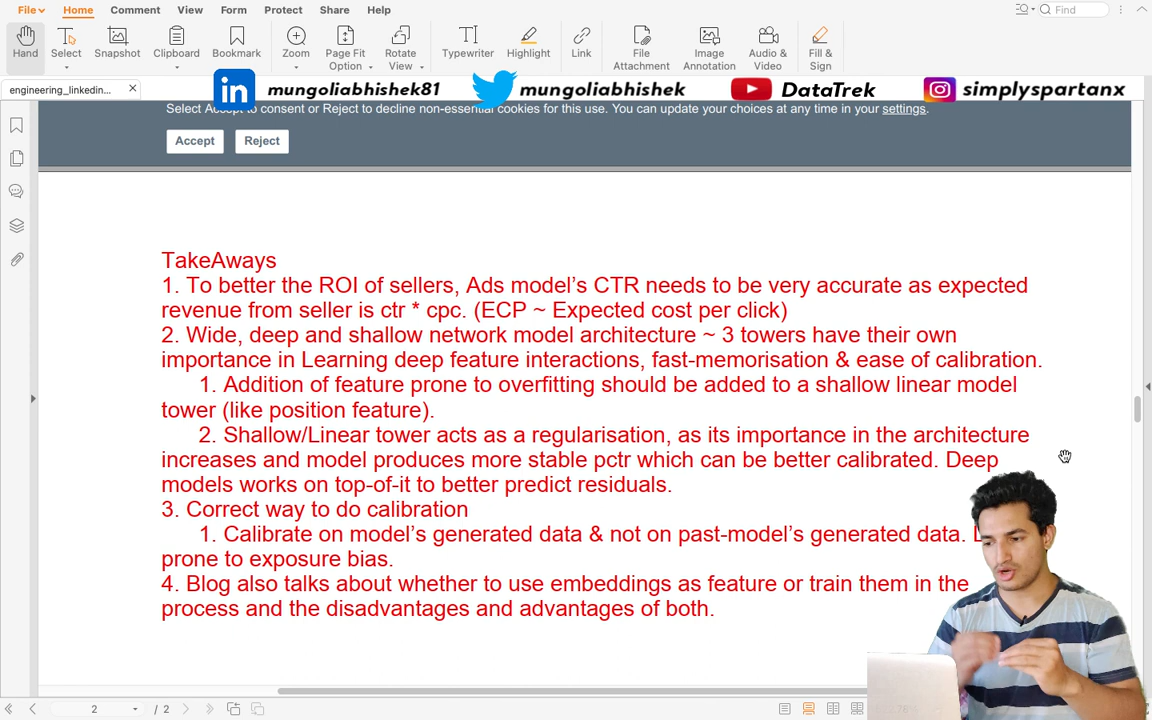 File Home Comment View Form Protect Share Help Find
Hand Select Snapshot Clipboard Bookmark Zoom Page Fit Option Rotate View Typewriter Highlight Link File Attachment Image Annotation Audio & Video Fill & Sign
engineering_linkedin...
in mungoliabhishek81 mungoliabhishek DataTrek simplyspartanx
Select Accept to consent or Reject to decline non-essential cookies for this use. You can update your choices at any time in your settings.
Accept Reject
TakeAways
1. To better the ROI of sellers, Ads model's CTR needs to be very accurate as expected
revenue from seller is ctr * cpc. (ECP ~ Expected cost per click)
2. Wide, deep and shallow network model architecture ~ 3 towers have their own
importance in Learning deep feature interactions, fast-memorisation & ease of calibration.
1. Addition of feature prone to overfitting should be added to a shallow linear model
tower (like position feature).
2. Shallow/Linear tower acts as a regularisation, as its importance in the architecture
increases and model produces more stable pctr which can be better calibrated. Deep
models works on top-of-it to better predict residuals.
3. Correct way to do calibration
1. Calibrate on model's generated data & not on past-model's generated data.
prone to exposure bias.
4. Blog also talks about whether to use embeddings as feature or train them in the
process and the disadvantages and advantages of both.
2 / 2